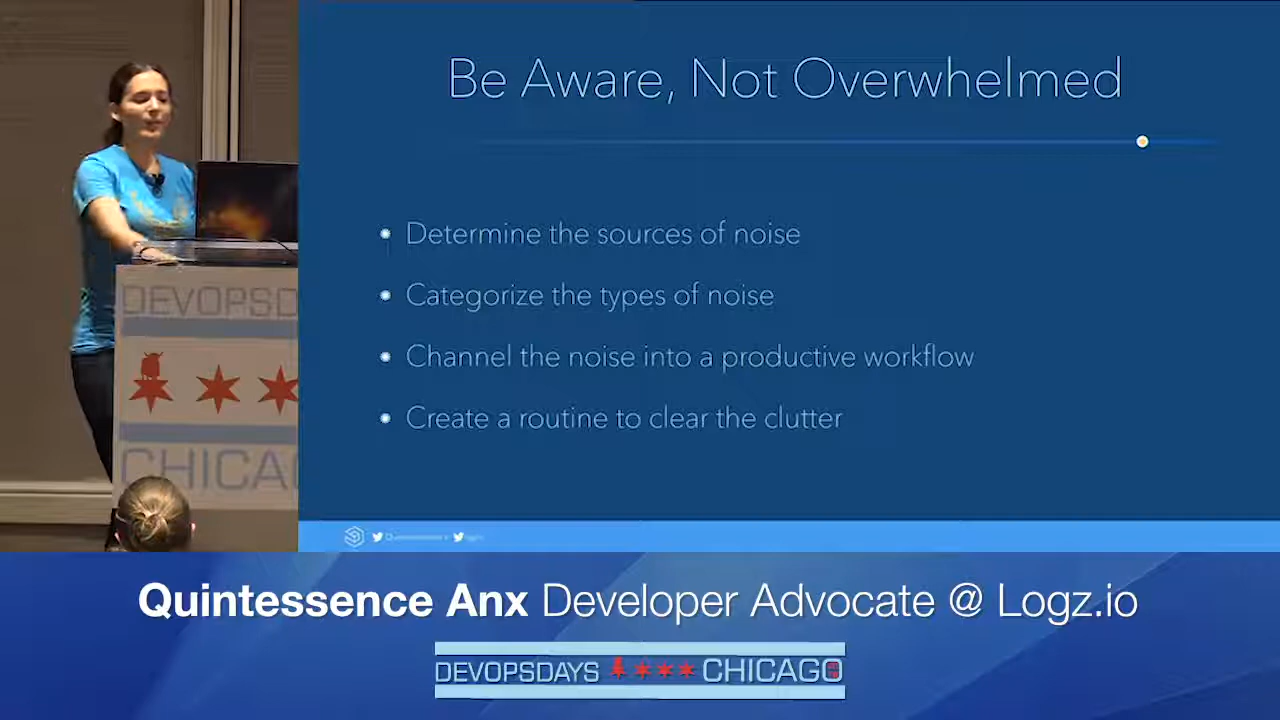 Be Aware, Not Overwhelmed
Determine the sources of noise
Categorize the types of noise
Channel the noise into a productive workflow
Create a routine to clear the clutter
DEVOPSD
CHICAG
Quintessence Anx Developer Advocate @ Logz.io
DEVOPSDAYS CHICAGO